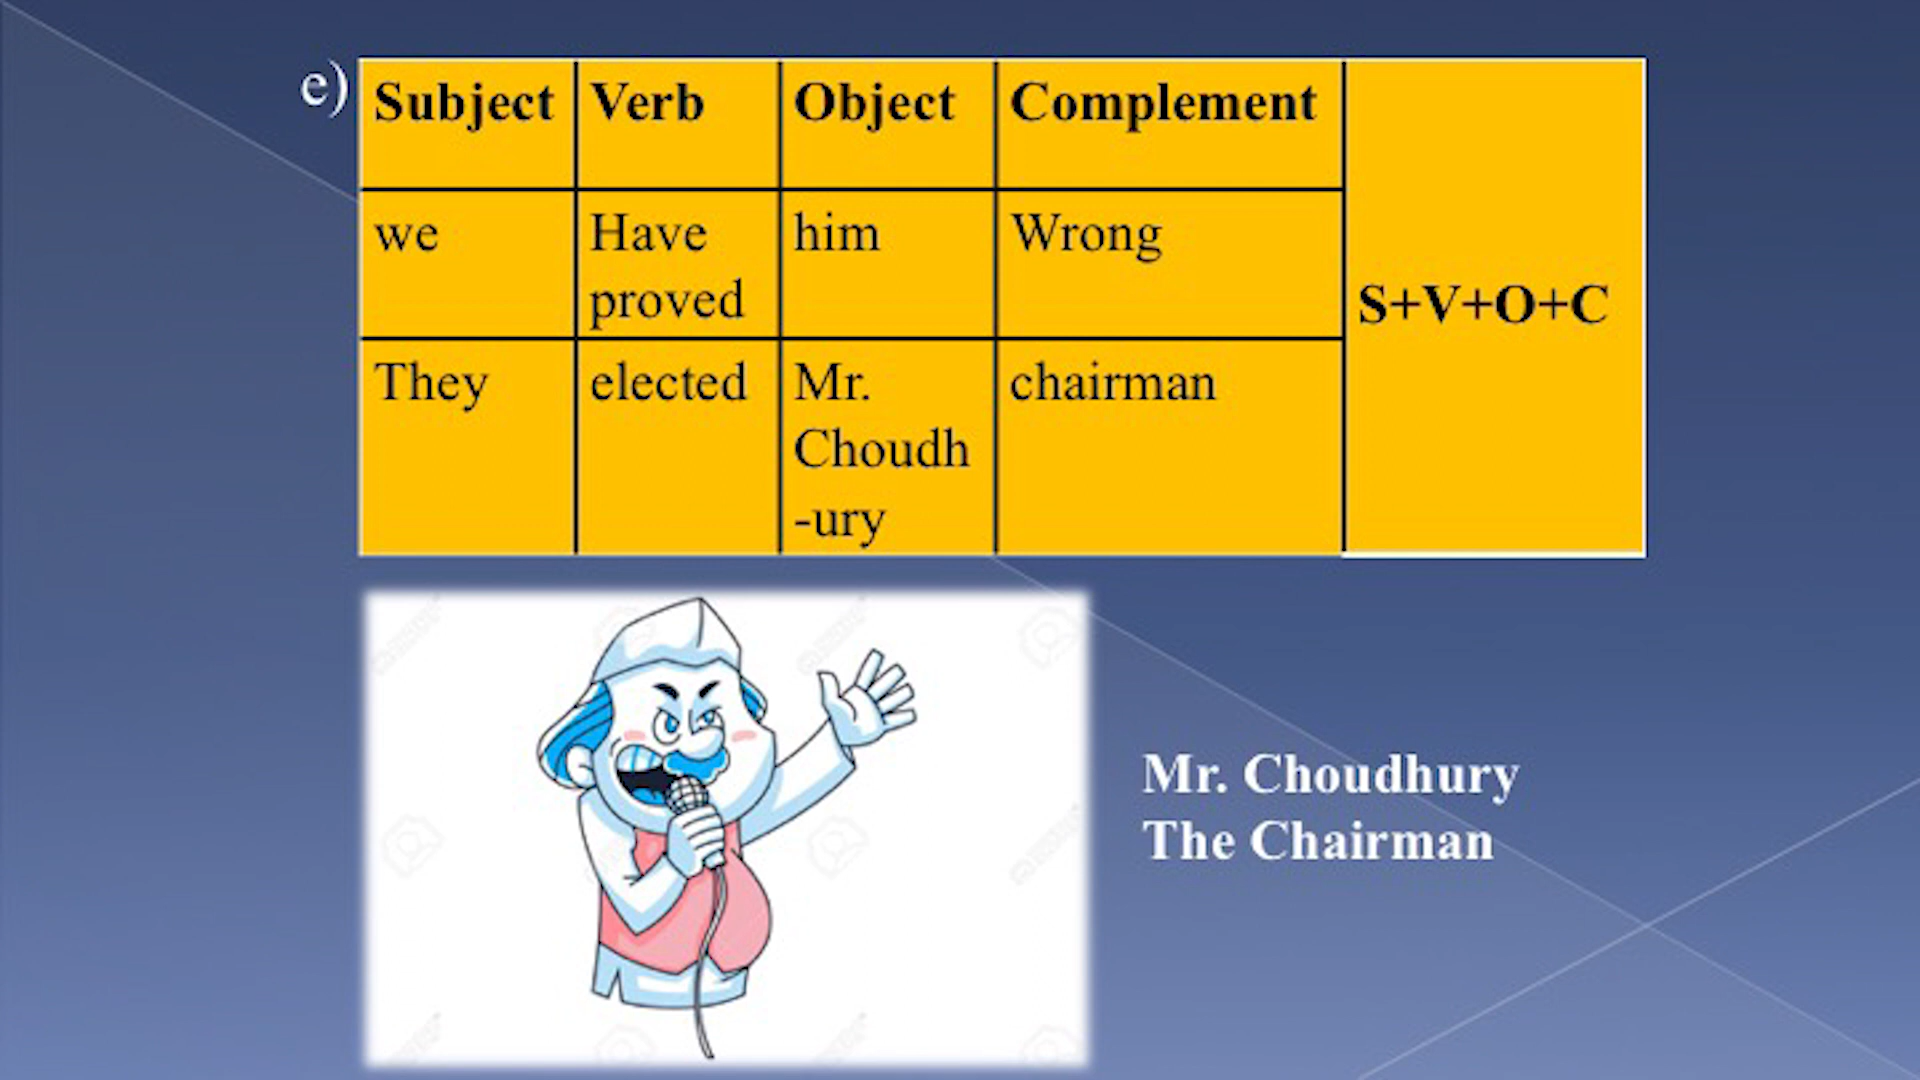 e)
Subject Verb Object Complement
we Have proved him Wrong
They elected Mr. Choudh-ury chairman
S+V+O+C
Mr. Choudhury
The Chairman